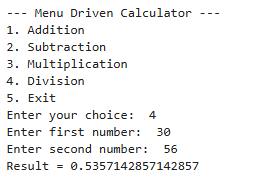 --- Menu Driven Calculator ---
1. Addition
2. Subtraction
3. Multiplication
4. Division
5. Exit
Enter your choice:  4
Enter first number:  30
Enter second number:  56
Result = 0.5357142857142857